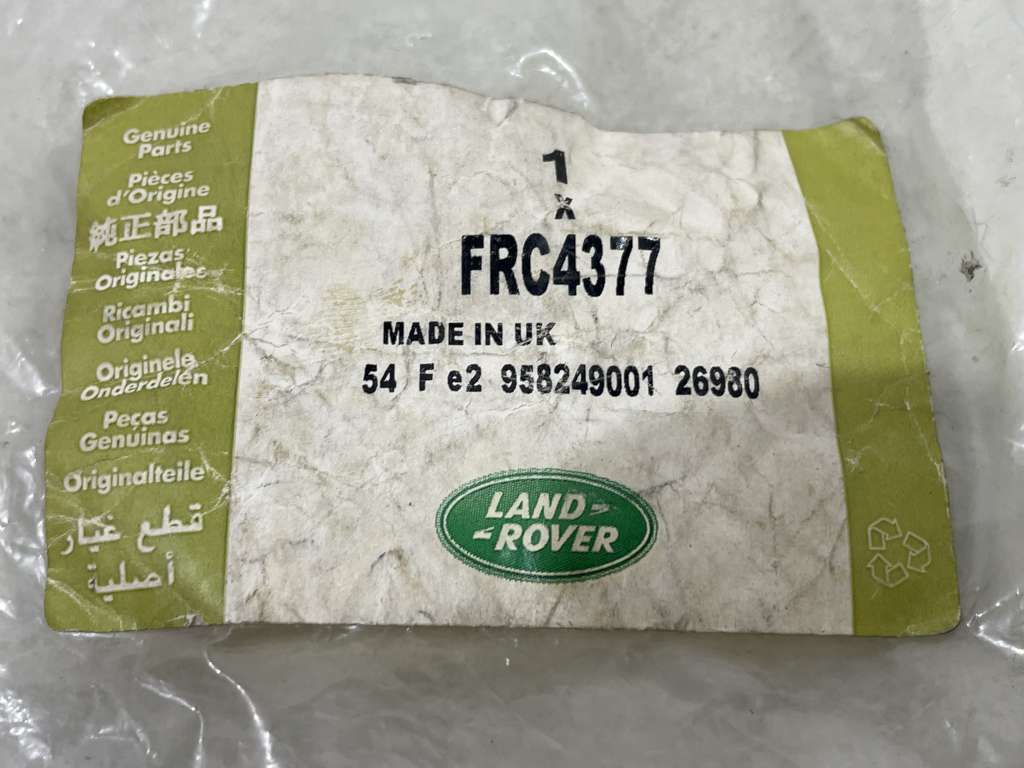 Genuine
Parts
Pièces
d'Origine
純正部品
Piezas
Originales
Ricambi
Originali
Originele
Onderdelen
Peças
Genuinas
Originalteile
قطع غيار
أصلية
1
x
FRC4377
MADE IN UK
54 F e2 958249001 26980
LAND-
-ROVER